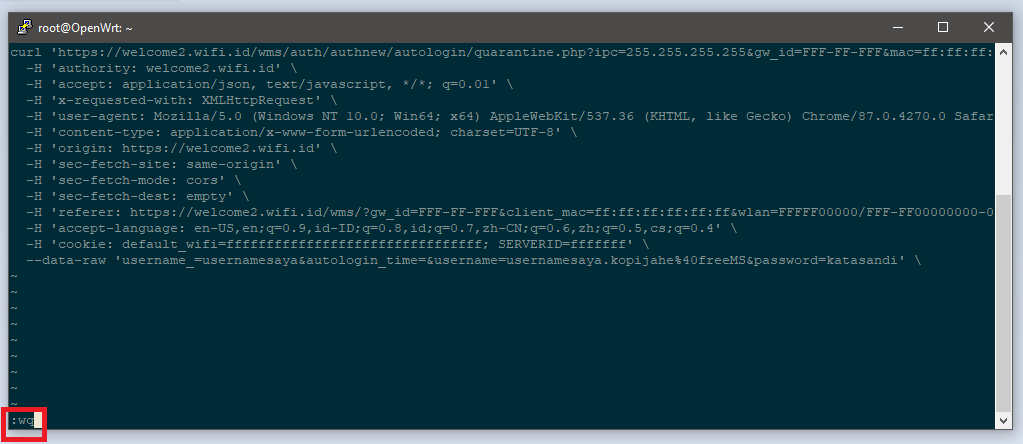 root@OpenWrt: ~
curl 'https://welcome2.wifi.id/wms/auth/authnew/autologin/quarantine.php?ipc=255.255.255.255&gw_id=FFF-FF-FFF&mac=ff:ff:ff:
-H 'authority: welcome2.wifi.id' \
-H 'accept: application/json, text/javascript, */*; q=0.01' \
-H 'x-requested-with: XMLHttpRequest' \
-H 'user-agent: Mozilla/5.0 (Windows NT 10.0; Win64; x64) AppleWebKit/537.36 (KHTML, like Gecko) Chrome/87.0.4270.0 Safar
-H 'content-type: application/x-www-form-urlencoded; charset=UTF-8' \
-H 'origin: https://welcome2.wifi.id' \
-H 'sec-fetch-site: same-origin' \
-H 'sec-fetch-mode: cors' \
-H 'sec-fetch-dest: empty' \
-H 'referer: https://welcome2.wifi.id/wms/?gw_id=FFF-FF-FFF&client_mac=ff:ff:ff:ff:ff:ff&wlan=FFFFF00000/FFF-FF00000000-0
-H 'accept-language: en-US,en;q=0.9,id-ID;q=0.8,id;q=0.7,zh-CN;q=0.6,zh;q=0.5,cs;q=0.4' \
-H 'cookie: default_wifi=ffffffffffffffffffffffffffffffff; SERVERID=fffffff' \
--data-raw 'username_=usernamesaya&autologin_time=&username=usernamesaya.kopijahe%40freeMS&password=katasandi' \
~
~
~
~
~
~
~
~
~
:wq